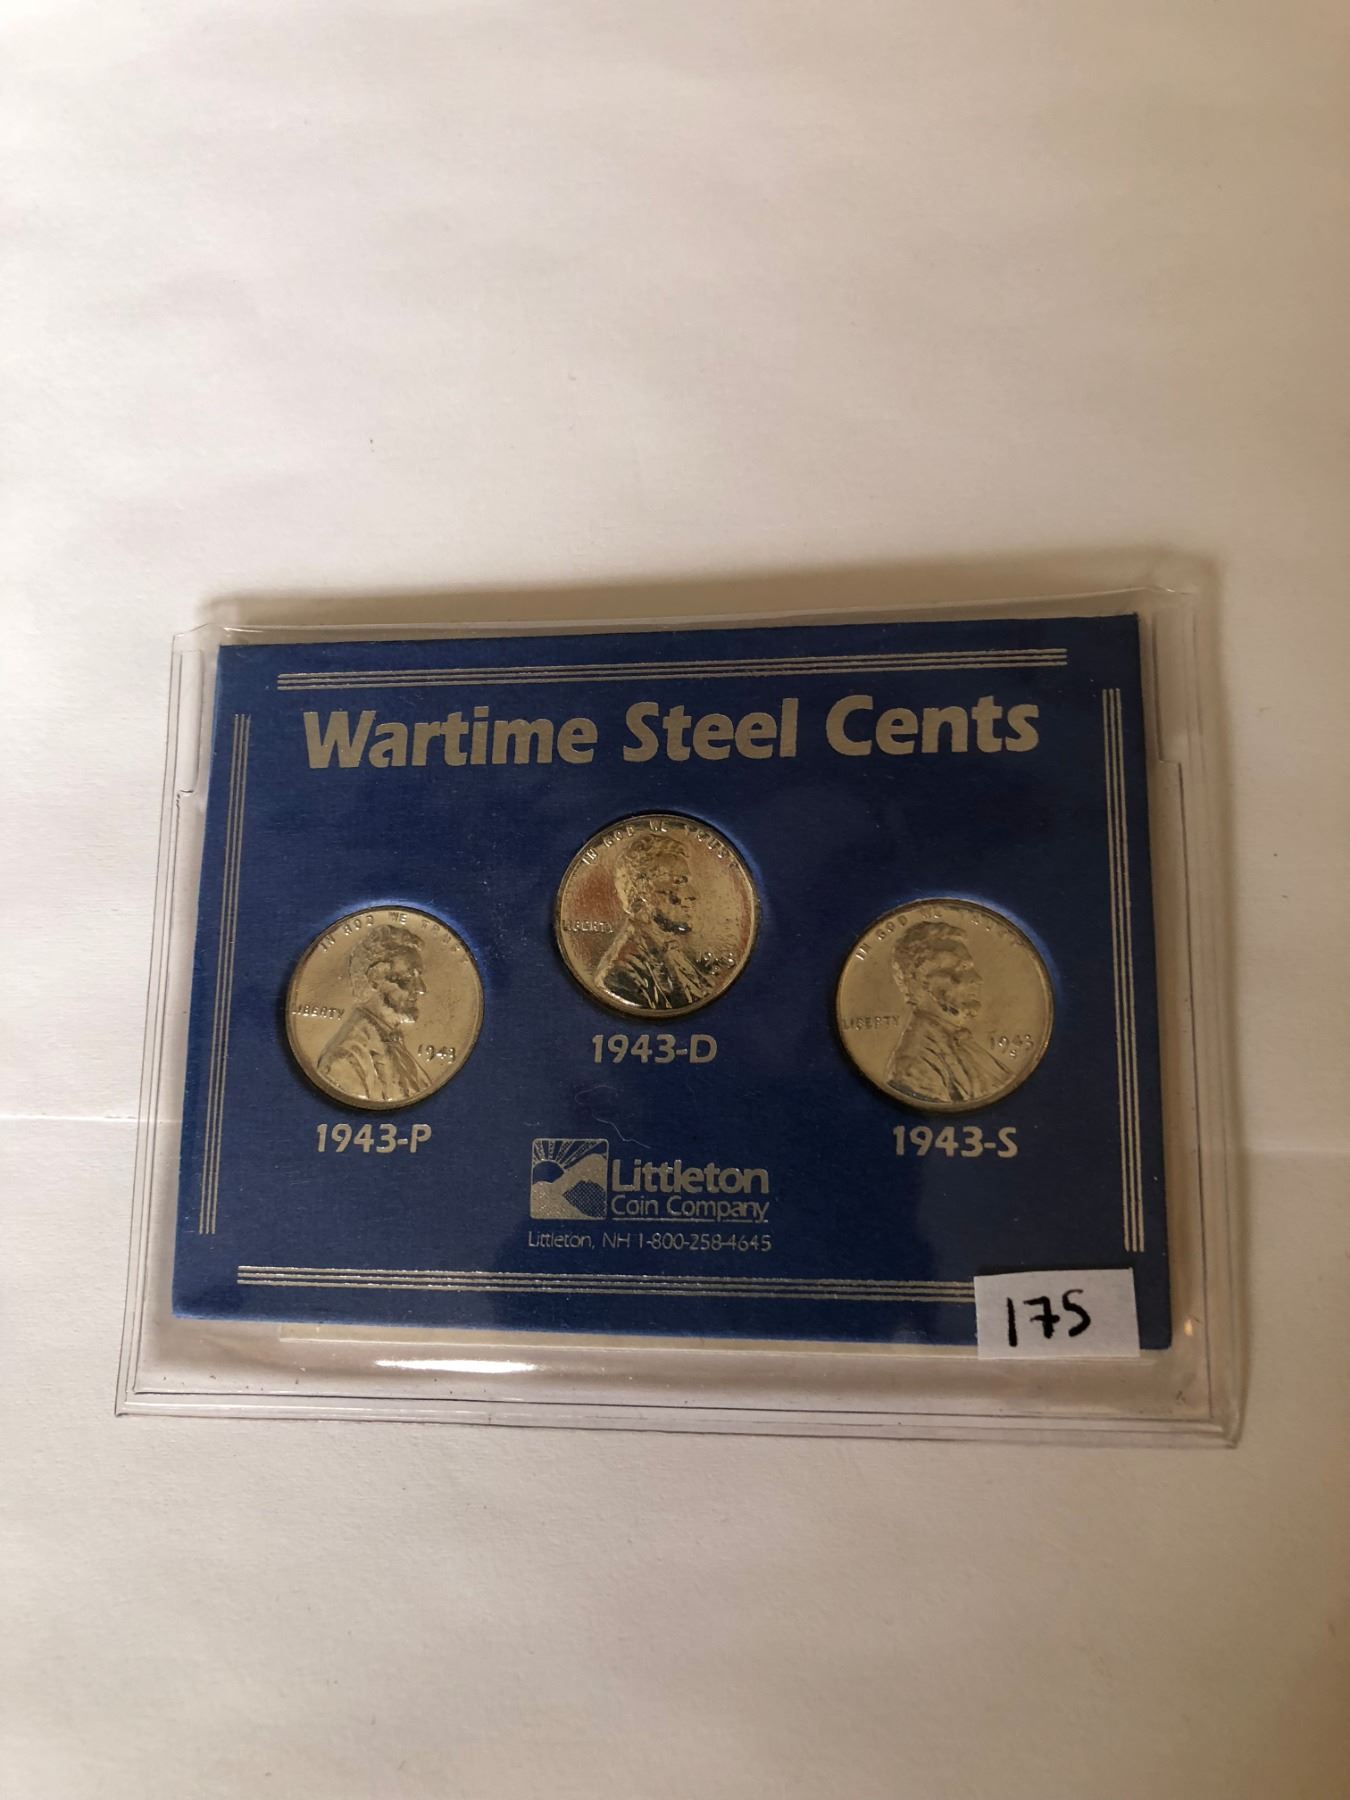 Wartime Steel Cents
IN GOD WE TRUST
LIBERTY
1943
D
1943-D
IN GOD WE TRUST
LIBERTY
1943
1943-P
IN GOD WE TRUST
LIBERTY
1943
S
1943-S
Littleton
Coin Company
Littleton, NH 1-800-258-4645
175